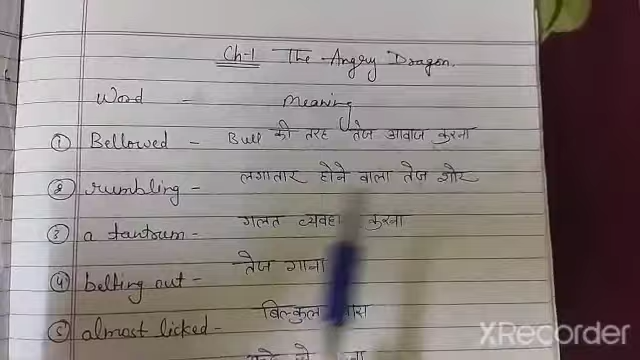 Ch-1 The Angry Dragon.
Word - Meaning
① Bellowed - Bull की तरह तेज आवाज करना
② rumbling - लगातार होने वाला तेज शोर
③ a tantrum - गलत व्यवहार करना
④ belting out - तेज गाना
⑤ almost licked - बिल्कुल
XRecorder